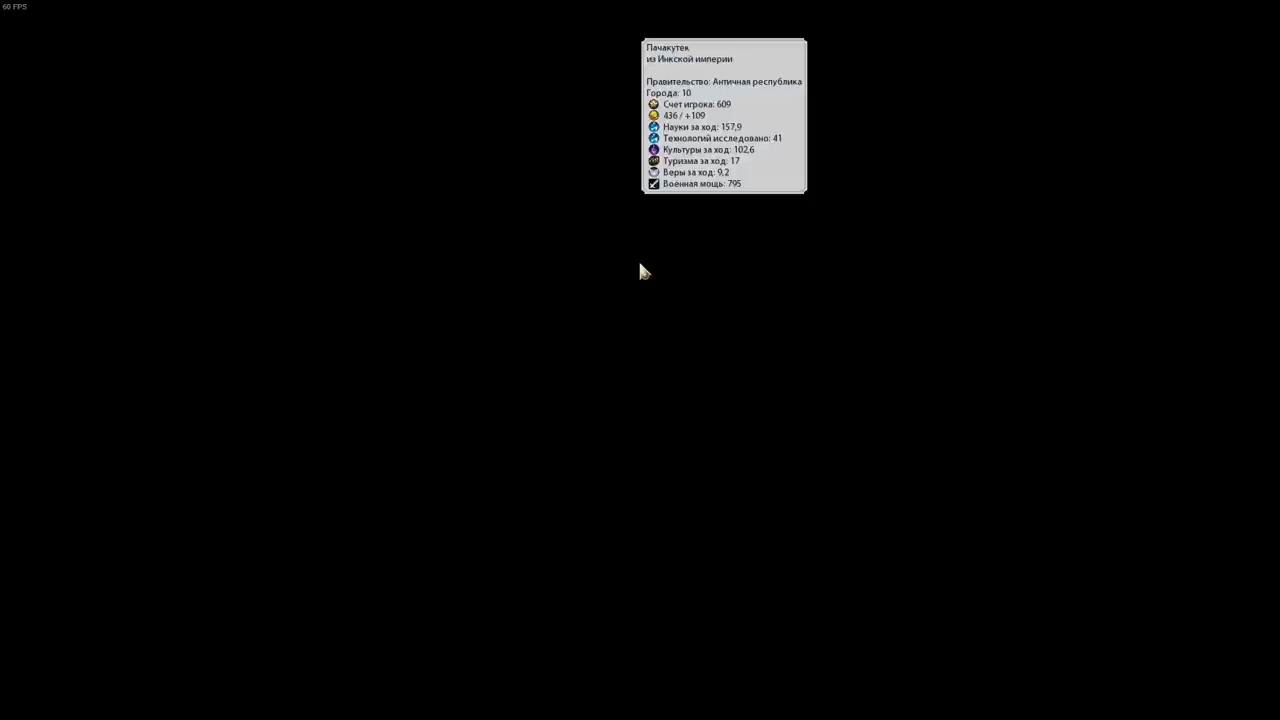 60 FPS
Пачакутек
из Инкской империи
Правительство: Античная республика
Города: 10
Счет игрока: 609
436 / +109
Науки за ход: 157,9
Технологий исследовано: 41
Культуры за ход: 102,6
Туризма за ход: 17
Веры за ход: 9,2
Военная мощь: 795